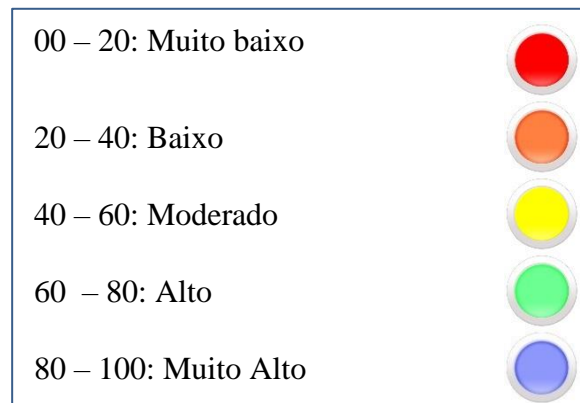 00 – 20: Muito baixo
20 – 40: Baixo
40 – 60: Moderado
60 – 80: Alto
80 – 100: Muito Alto